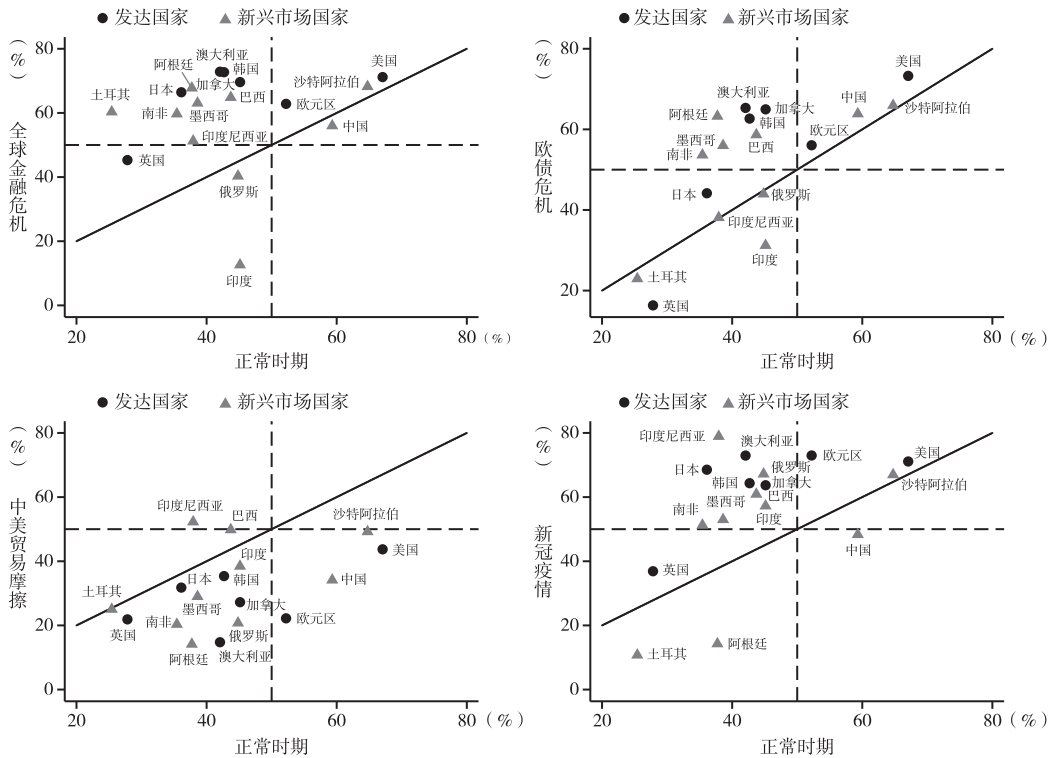 发达国家 新兴市场国家
(%)
80
60
40
20
0
全球金融危机
澳大利亚
美国
阿根廷
韩国
加拿大
沙特阿拉伯
日本
土耳其
巴西
欧元区
南非
墨西哥
中国
印度尼西亚
英国
俄罗斯
印度
20 40 60 80 (%)
正常时期
发达国家 新兴市场国家
(%)
80
60
40
20
欧债危机
美国
澳大利亚
中国
加拿大
沙特阿拉伯
阿根廷
韩国
欧元区
墨西哥
巴西
南非
日本
俄罗斯
印度尼西亚
印度
土耳其
英国
20 40 60 80 (%)
正常时期
发达国家 新兴市场国家
(%)
80
60
40
20
0
中美贸易摩擦
印度尼西亚
巴西
沙特阿拉伯
印度
美国
日本
韩国
中国
土耳其
墨西哥
加拿大
南非
欧元区
英国
俄罗斯
阿根廷
澳大利亚
20 40 60 80 (%)
正常时期
发达国家 新兴市场国家
(%)
80
60
40
20
0
新冠疫情
印度尼西亚
澳大利亚
欧元区
美国
日本
俄罗斯
韩国
加拿大
沙特阿拉伯
墨西哥
巴西
南非
印度
中国
英国
阿根廷
土耳其
20 40 60 80 (%)
正常时期